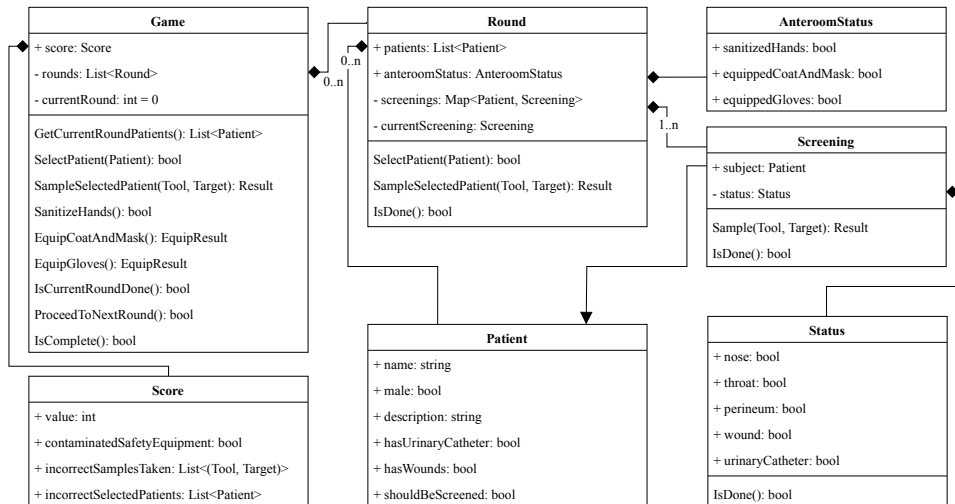 Game
+ score: Score
- rounds: List<Round>
- currentRound: int = 0
GetCurrentRoundPatients(): List<Patient>
SelectPatient(Patient): bool
SampleSelectedPatient(Tool, Target): Result
SanitizeHands(): bool
EquipCoatAndMask(): EquipResult
EquipGloves(): EquipResult
IsCurrentRoundDone(): bool
ProceedToNextRound(): bool
IsComplete(): bool
0..n
0..n
Round
+ patients: List<Patient>
+ anteroomStatus: AnteroomStatus
- screenings: Map<Patient, Screening>
- currentScreening: Screening
SelectPatient(Patient): bool
SampleSelectedPatient(Tool, Target): Result
IsDone(): bool
1..n
AnteroomStatus
+ sanitizedHands: bool
+ equippedCoatAndMask: bool
+ equippedGloves: bool
Screening
+ subject: Patient
- status: Status
Sample(Tool, Target): Result
IsDone(): bool
Score
+ value: int
+ contaminatedSafetyEquipment: bool
+ incorrectSamplesTaken: List<(Tool, Target)>
+ incorrectSelectedPatients: List<Patient>
Patient
+ name: string
+ male: bool
+ description: string
+ hasUrinaryCatheter: bool
+ hasWounds: bool
+ shouldBeScreened: bool
Status
+ nose: bool
+ throat: bool
+ perineum: bool
+ wound: bool
+ urinaryCatheter: bool
IsDone(): bool